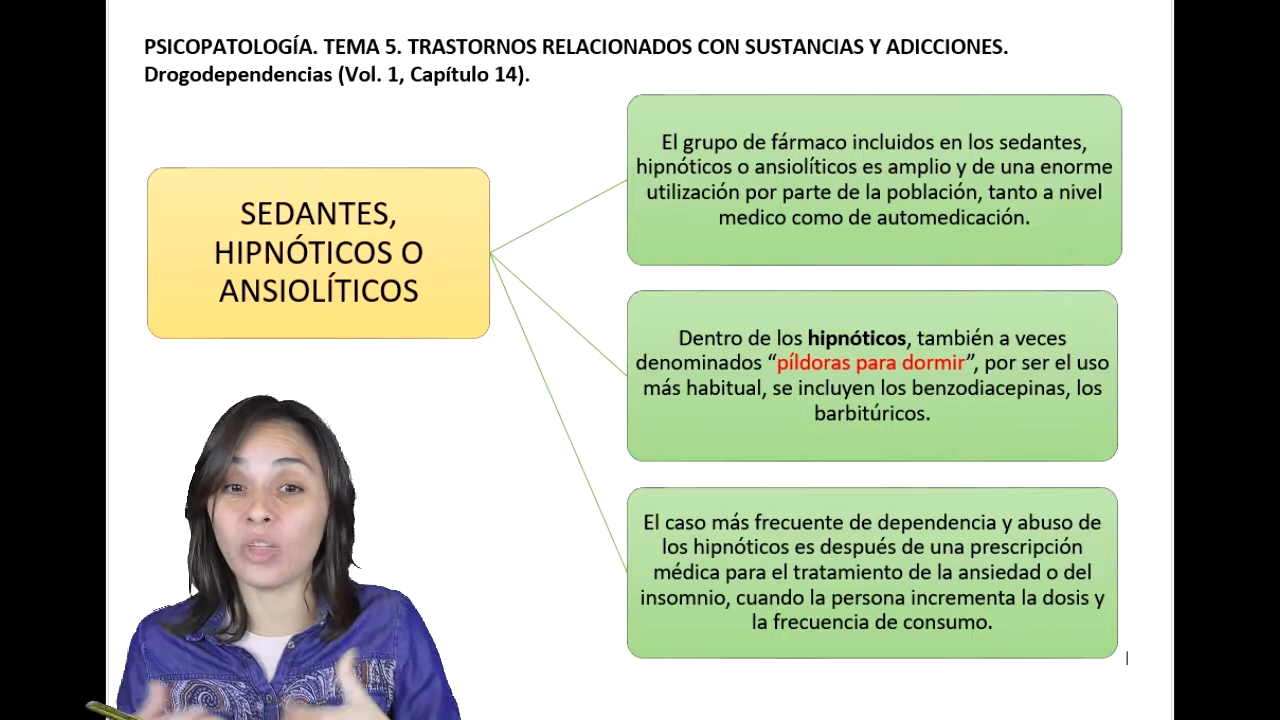 PSICOPATOLOGÍA. TEMA 5. TRASTORNOS RELACIONADOS CON SUSTANCIAS Y ADICCIONES.
Drogodependencias (Vol. 1, Capítulo 14).
SEDANTES,
HIPNÓTICOS O
ANSIOLÍTICOS
El grupo de fármaco incluidos en los sedantes,
hipnóticos o ansiolíticos es amplio y de una enorme
utilización por parte de la población, tanto a nivel
medico como de automedicación.
Dentro de los hipnóticos, también a veces
denominados “píldoras para dormir”, por ser el uso
más habitual, se incluyen los benzodiacepinas, los
barbitúricos.
El caso más frecuente de dependencia y abuso de
los hipnóticos es después de una prescripción
médica para el tratamiento de la ansiedad o del
insomnio, cuando la persona incrementa la dosis y
la frecuencia de consumo.